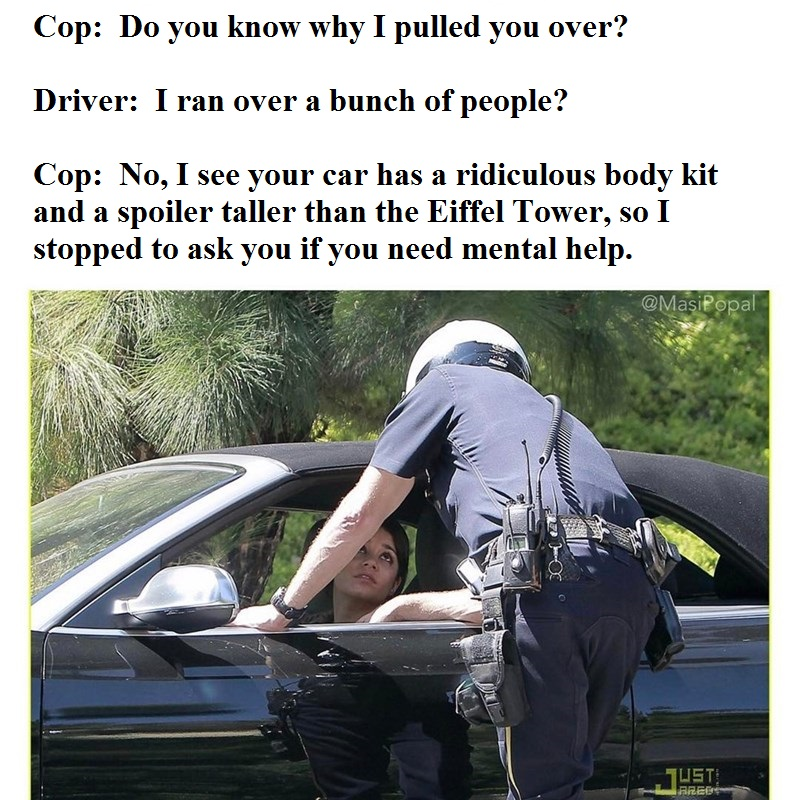 Cop:  Do you know why I pulled you over?
Driver:  I ran over a bunch of people?
Cop:  No, I see your car has a ridiculous body kit
and a spoiler taller than the Eiffel Tower, so I
stopped to ask you if you need mental help.
@MasiPopal
JUST
JARED